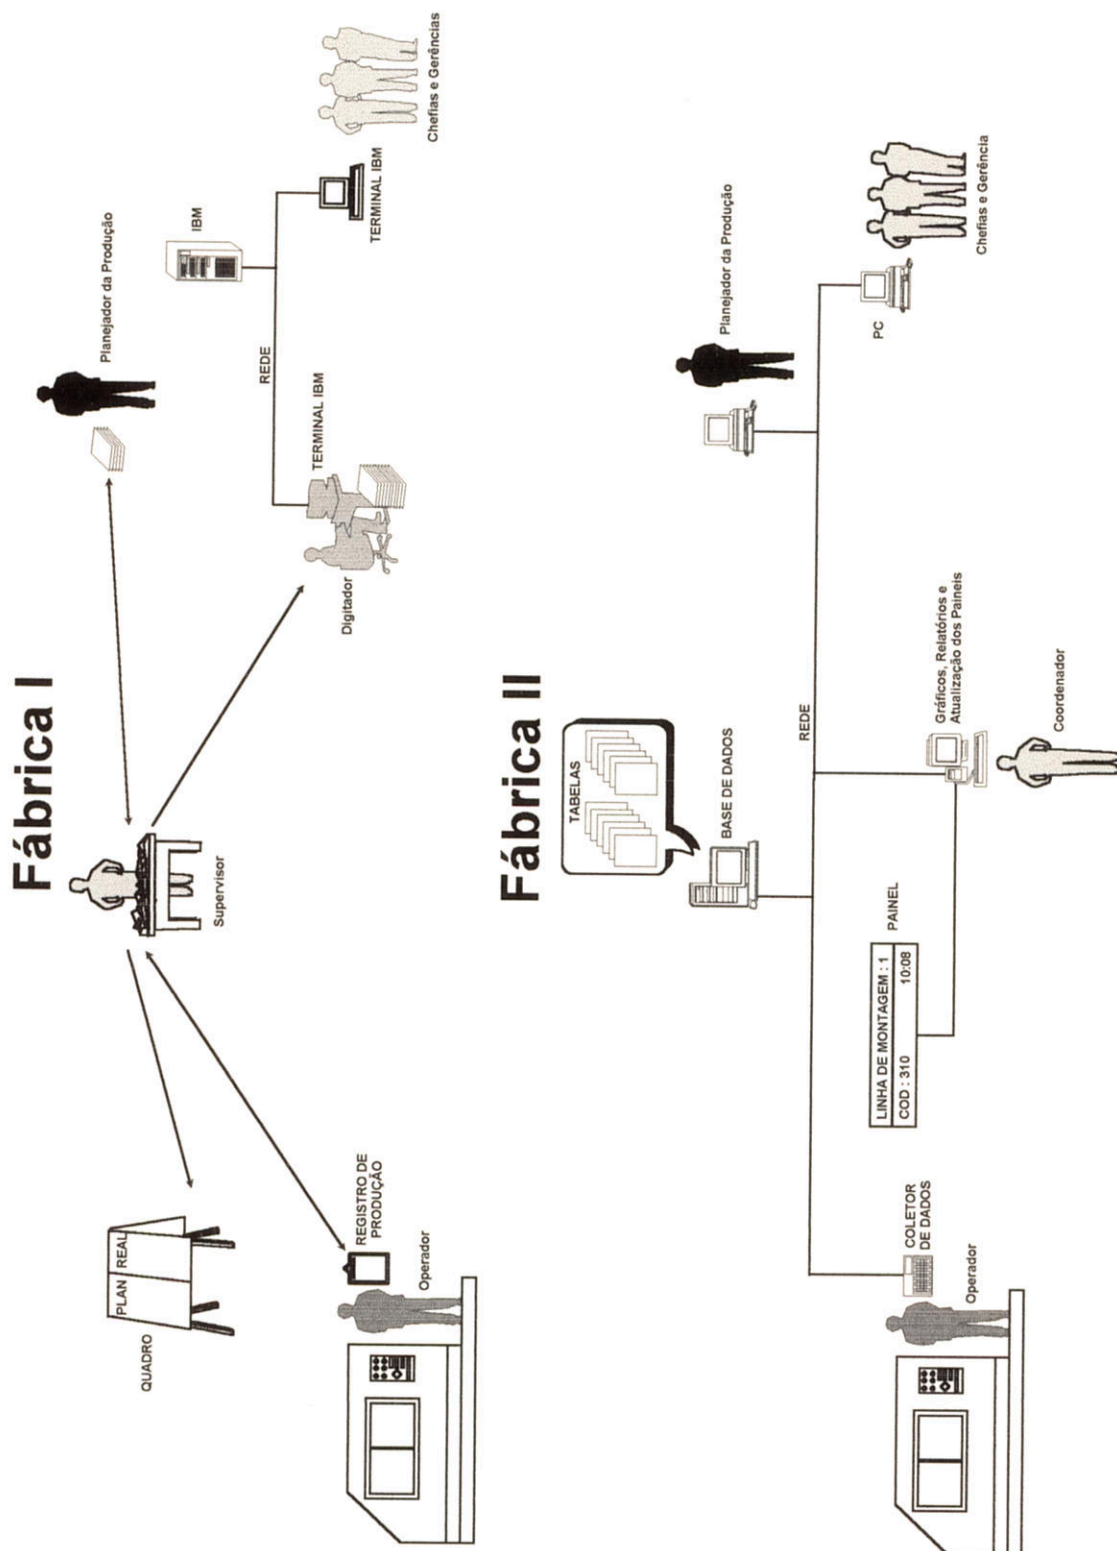 Fábrica I
QUADRO
PLAN
REAL
REGISTRO DE
PRODUÇÃO
Operador
Supervisor
Planejador da Produção
Digitador
TERMINAL IBM
REDE
IBM
TERMINAL IBM
Chefias e Gerências
Fábrica II
TABELAS
BASE DE DADOS
COLETOR
DE DADOS
Operador
LINHA DE MONTAGEM : 1
COD : 310 10:08
PAINEL
REDE
Gráficos, Relatórios e
Atualização dos Paineis
Coordenador
Planejador da Produção
PC
Chefias e Gerência